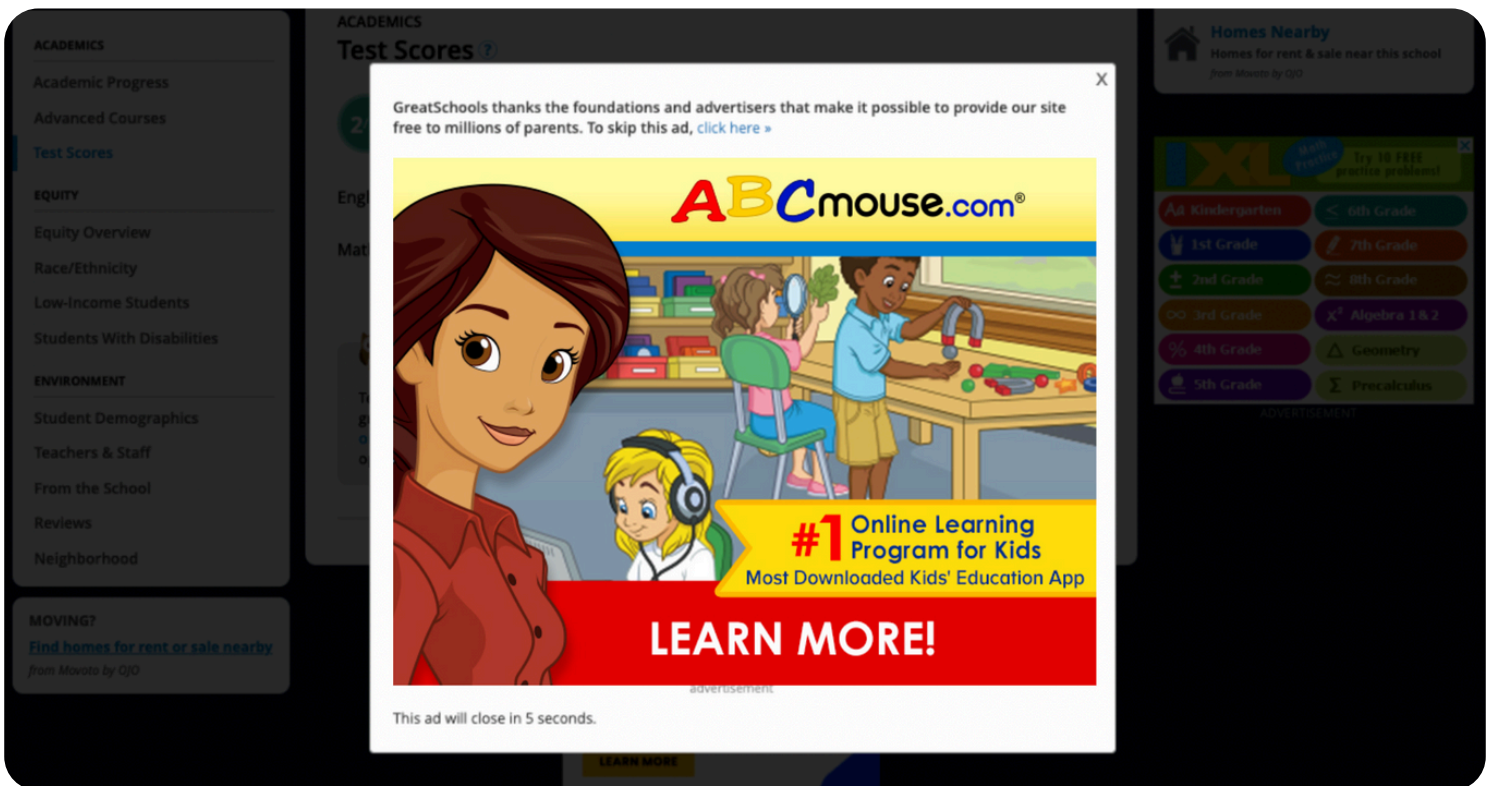 ACADEMICS
Academic Progress
Advanced Courses
Test Scores
EQUITY
Equity Overview
Race/Ethnicity
Low-Income Students
Students With Disabilities
ENVIRONMENT
Student Demographics
Teachers & Staff
From the School
Reviews
Neighborhood
MOVING?
Find homes for rent or sale nearby
from Movoto by OJO
ACADEMICS
Test Scores ?
X
GreatSchools thanks the foundations and advertisers that make it possible to provide our site
free to millions of parents. To skip this ad, click here »
ABCmouse.com®
#1 Online Learning
Program for Kids
Most Downloaded Kids' Education App
LEARN MORE!
advertisement
This ad will close in 5 seconds.
LEARN MORE
Homes Nearby
Homes for rent & sale near this school
from Movoto by OJO
IXL Math Practice
Try 10 FREE
practice problems!
Aa Kindergarten
< 6th Grade
1st Grade
7th Grade
± 2nd Grade
≈ 8th Grade
∞ 3rd Grade
x² Algebra 1 & 2
% 4th Grade
△ Geometry
5th Grade
Σ Precalculus
ADVERTISEMENT